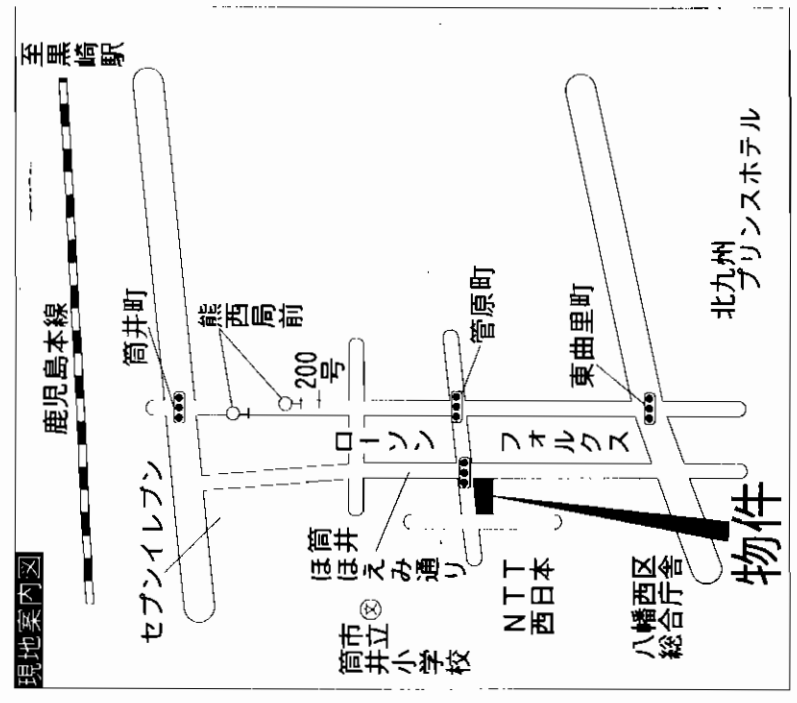 現地案内図
至黒崎駅
鹿児島本線
セブンイレブン
筒井町
熊西局前
200号
ローソン
菅原町
フォルクス
東曲里町
北九州
プリンスホテル
筒井
ほほえみ通り
市立
筒井小学校
文
NTT
西日本
八幡西区
総合庁舎
物件